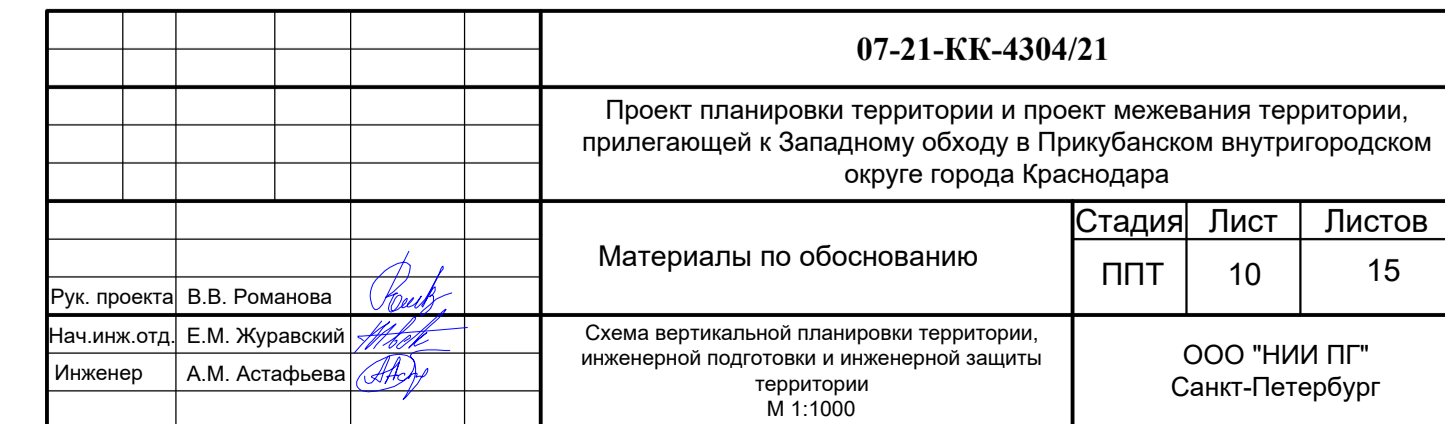 07-21-КК-4304/21
Проект планировки территории и проект межевания территории,
прилегающей к Западному обходу в Прикубанском внутригородском
округе города Краснодара
Материалы по обоснованию
Стадия Лист Листов
ППТ 10 15
Рук. проекта В.В. Романова
Нач.инж.отд. Е.М. Журавский
Инженер А.М. Астафьева
Схема вертикальной планировки территории,
инженерной подготовки и инженерной защиты
территории
М 1:1000
ООО "НИИ ПГ"
Санкт-Петербург